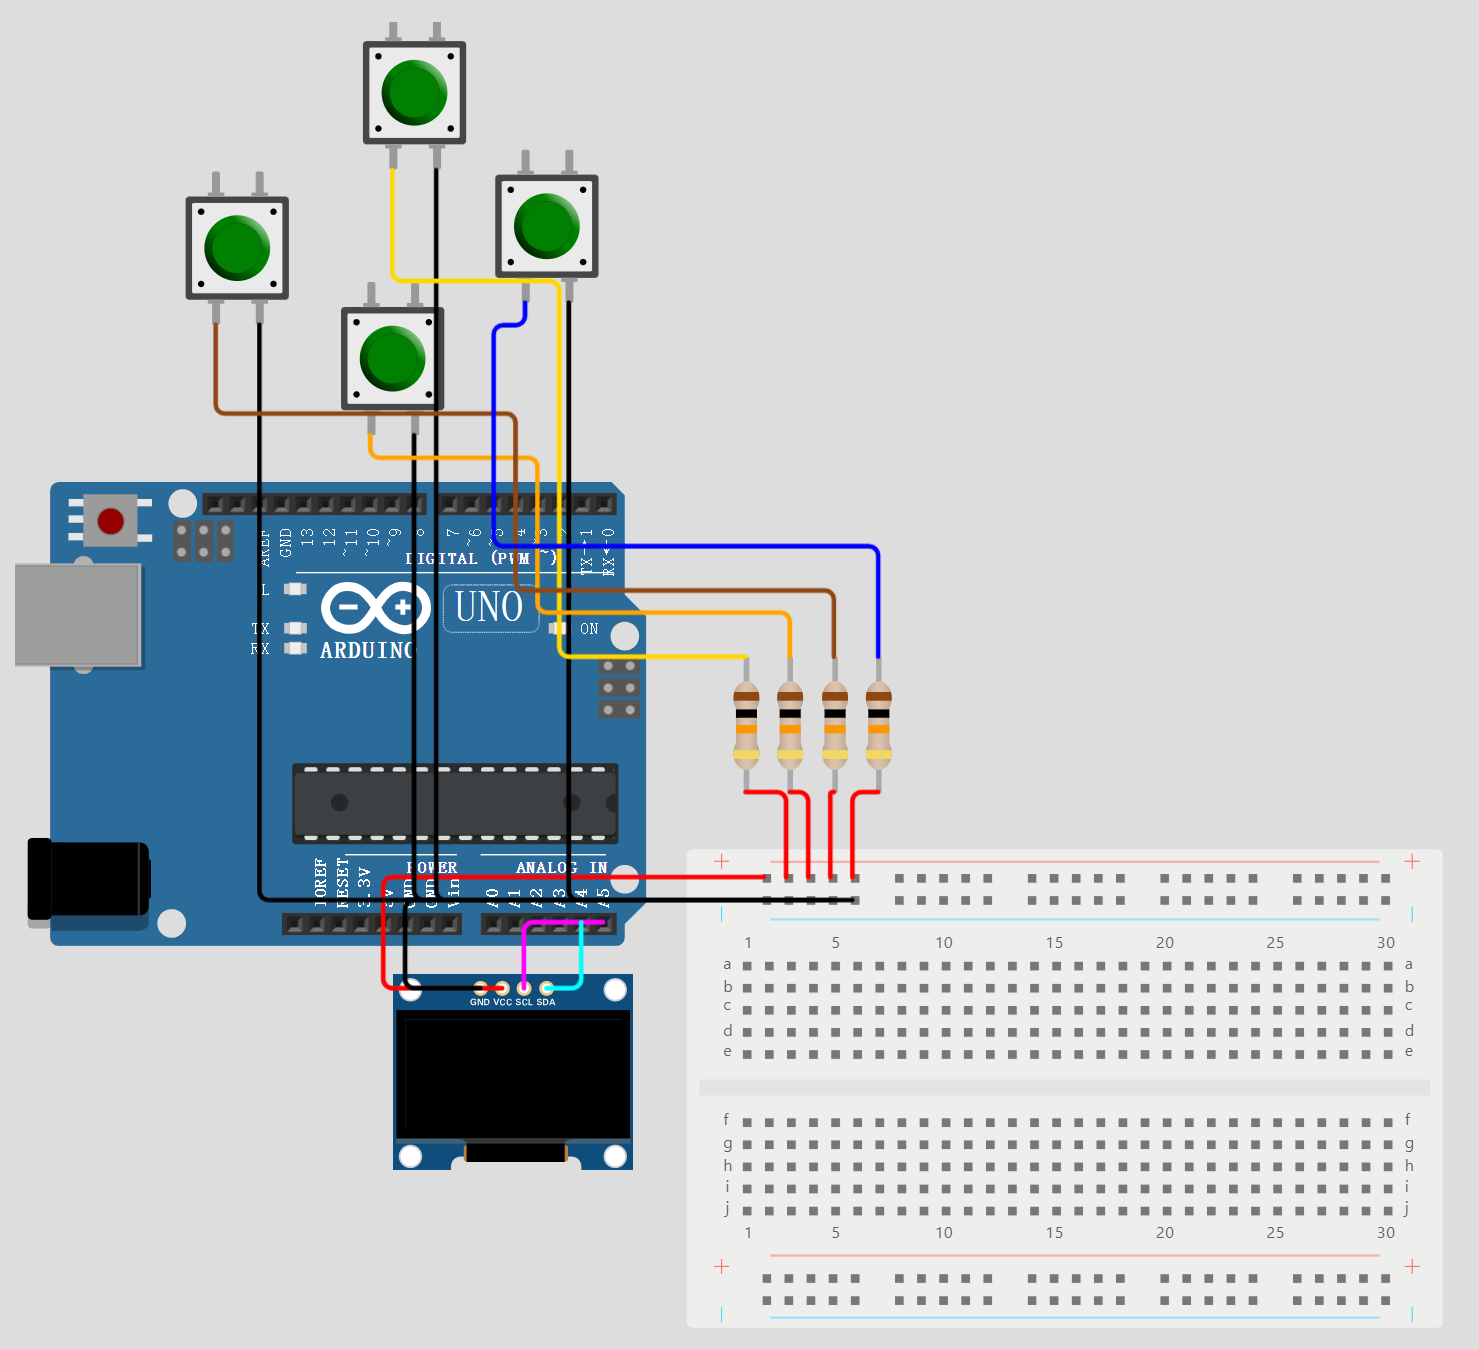 AREF GND 13 12 ~11 ~10 ~9 8 7 ~6 ~5 4 ~3 2 TX→1 RX←0
DIGITAL (PWM ~)
L
UNO
TX
ON
RX
ARDUINO
POWER
ANALOG IN
IOREF RESET 3.3V 5V GND GND Vin A0 A1 A2 A3 A4 A5
GND VCC SCL SDA
+ +
1 5 10 15 20 25 30
a a
b b
c c
d d
e e
f f
g g
h h
i i
j j
1 5 10 15 20 25 30
+ +